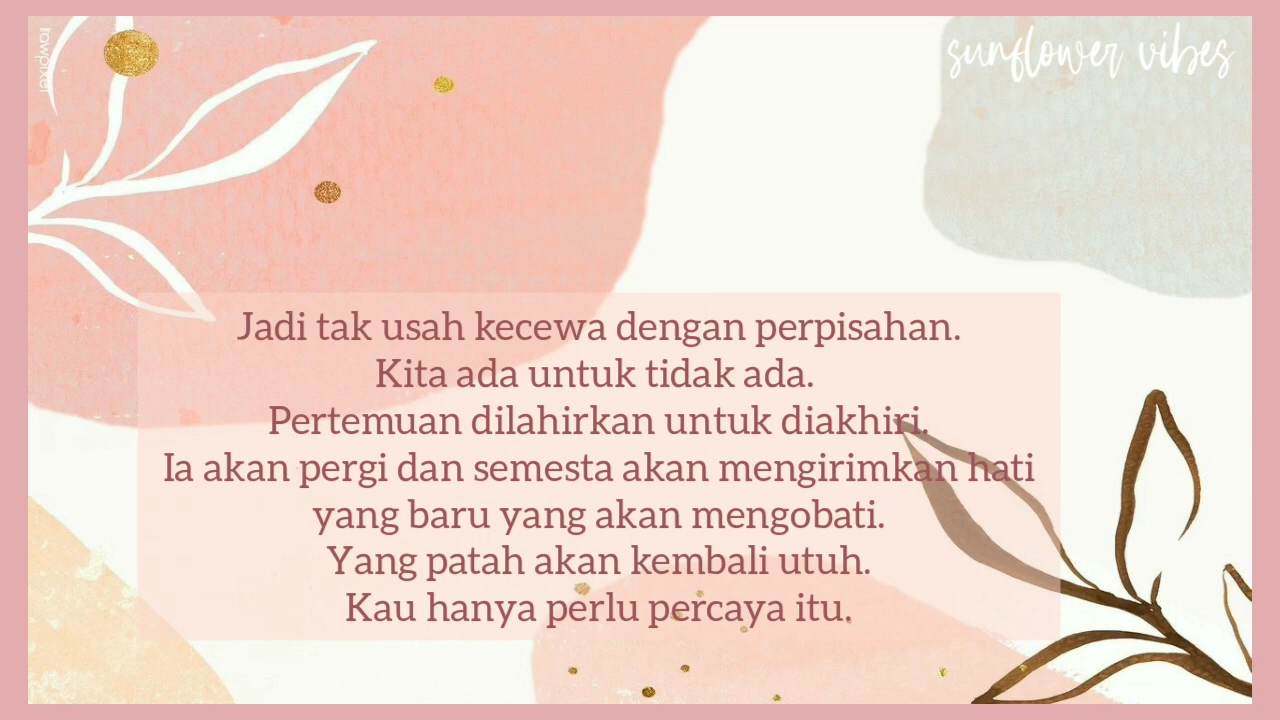 rawpixel
sunflower vibes
Jadi tak usah kecewa dengan perpisahan.
Kita ada untuk tidak ada.
Pertemuan dilahirkan untuk diakhiri.
Ia akan pergi dan semesta akan mengirimkan hati
yang baru yang akan mengobati.
Yang patah akan kembali utuh.
Kau hanya perlu percaya itu.